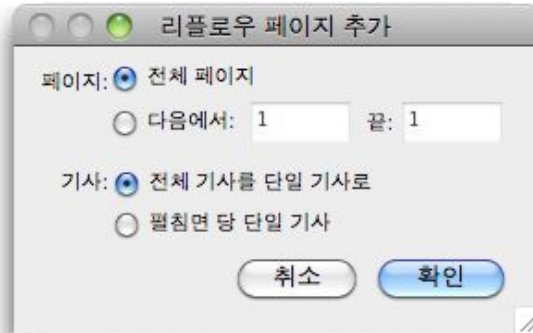 리플로우 페이지 추가
페이지: 전체 페이지
다음에서: 1 끝: 1
기사: 전체 기사를 단일 기사로
펼침면 당 단일 기사
취소 확인